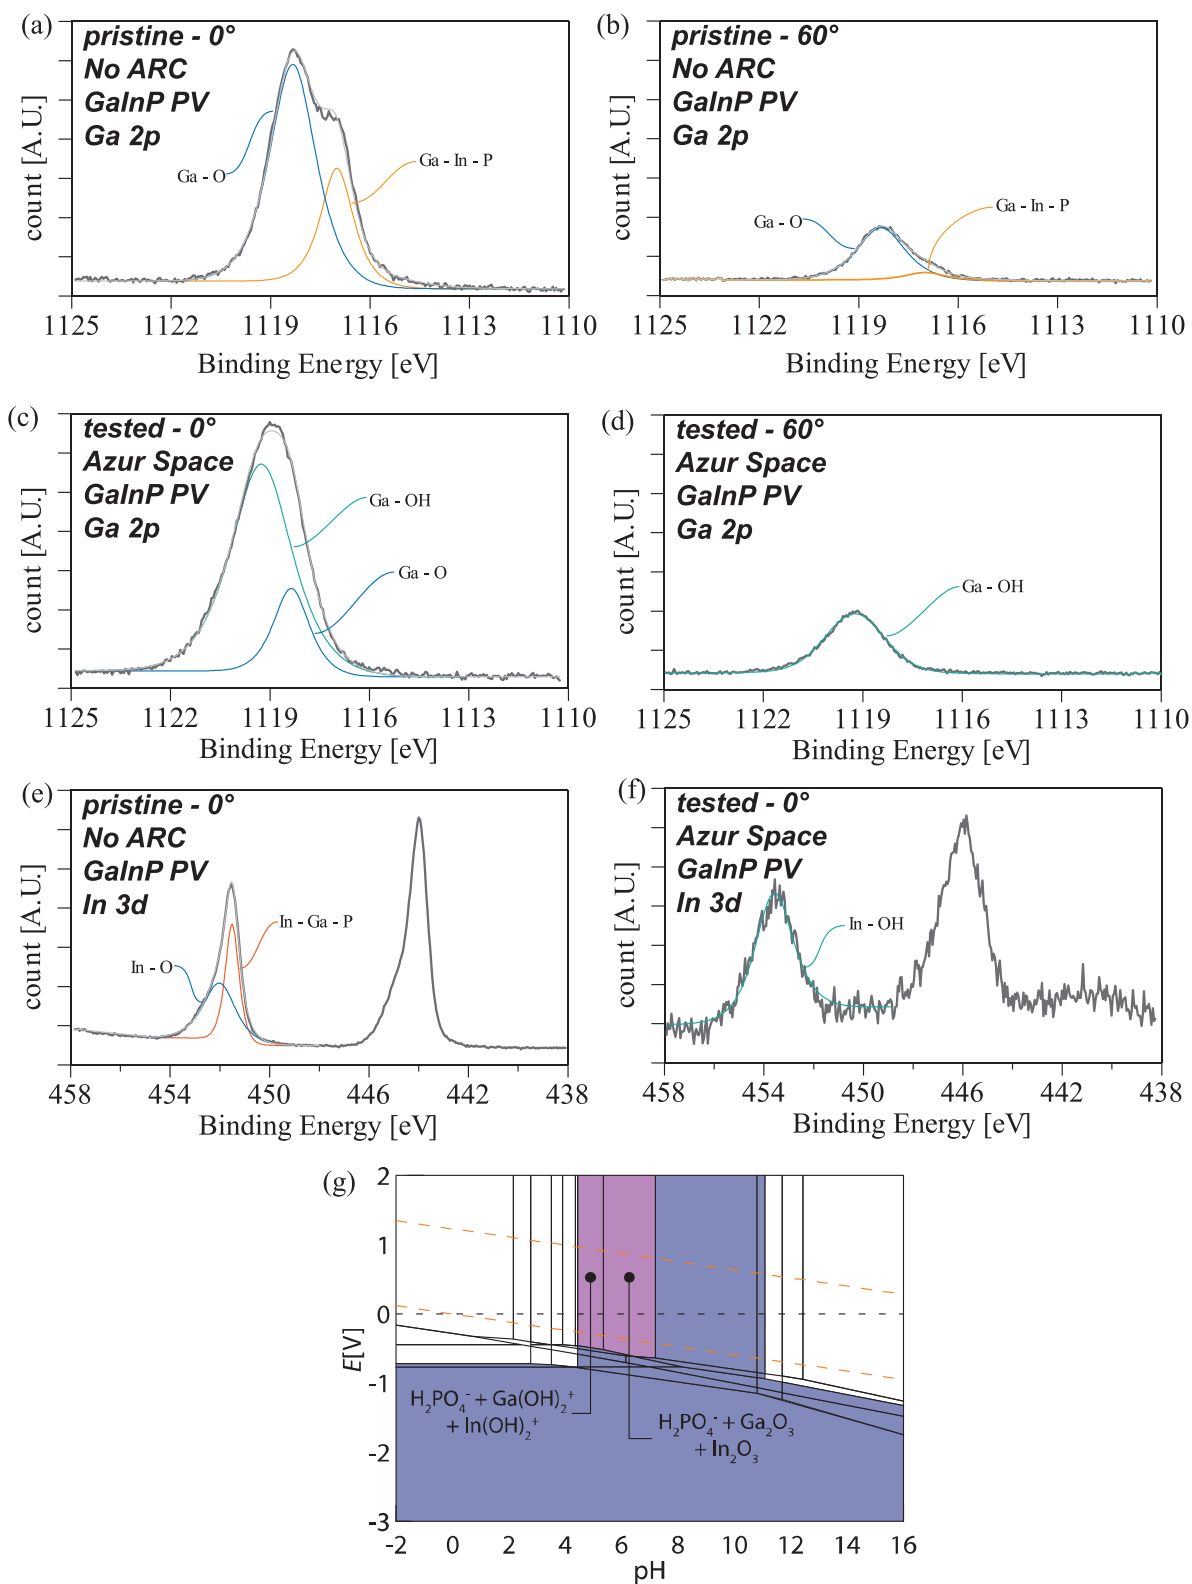 (a)
pristine - 0°
No ARC
GaInP PV
Ga 2p
Ga - O
Ga - In - P
count [A.U.]
1125 1122 1119 1116 1113 1110
Binding Energy [eV]
(b)
pristine - 60°
No ARC
GaInP PV
Ga 2p
Ga - O
Ga - In - P
count [A.U.]
1125 1122 1119 1116 1113 1110
Binding Energy [eV]
(c)
tested - 0°
Azur Space
GaInP PV
Ga 2p
Ga - OH
Ga - O
count [A.U.]
1125 1122 1119 1116 1113 1110
Binding Energy [eV]
(d)
tested - 60°
Azur Space
GaInP PV
Ga 2p
Ga - OH
count [A.U.]
1125 1122 1119 1116 1113 1110
Binding Energy [eV]
(e)
pristine - 0°
No ARC
GaInP PV
In 3d
In - Ga - P
In - O
count [A.U.]
458 454 450 446 442 438
Binding Energy [eV]
(f)
tested - 0°
Azur Space
GaInP PV
In 3d
In - OH
count [A.U.]
458 454 450 446 442 438
Binding Energy [eV]
(g)
2
1
0
-1
-2
-3
E[V]
H₂PO₄⁻ + Ga(OH)₂⁺
+ In(OH)₂⁺
H₂PO₄⁻ + Ga₂O₃
+ In₂O₃
-2 0 2 4 6 8 10 12 14 16
pH